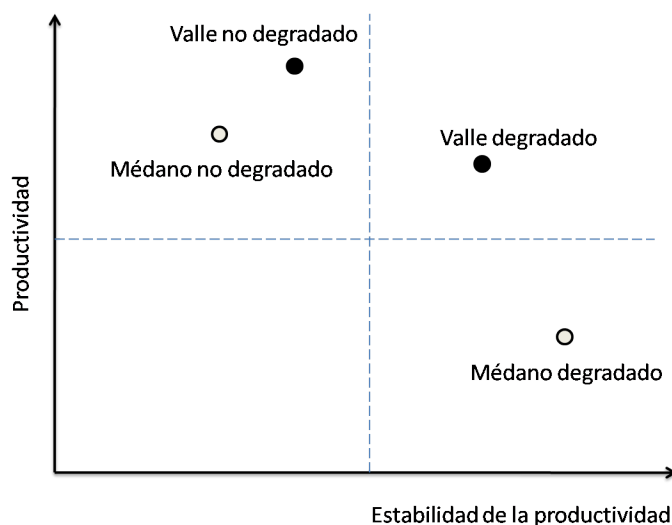 Valle no degradado
Valle degradado
Médano no degradado
Productividad
Médano degradado
Estabilidad de la productividad